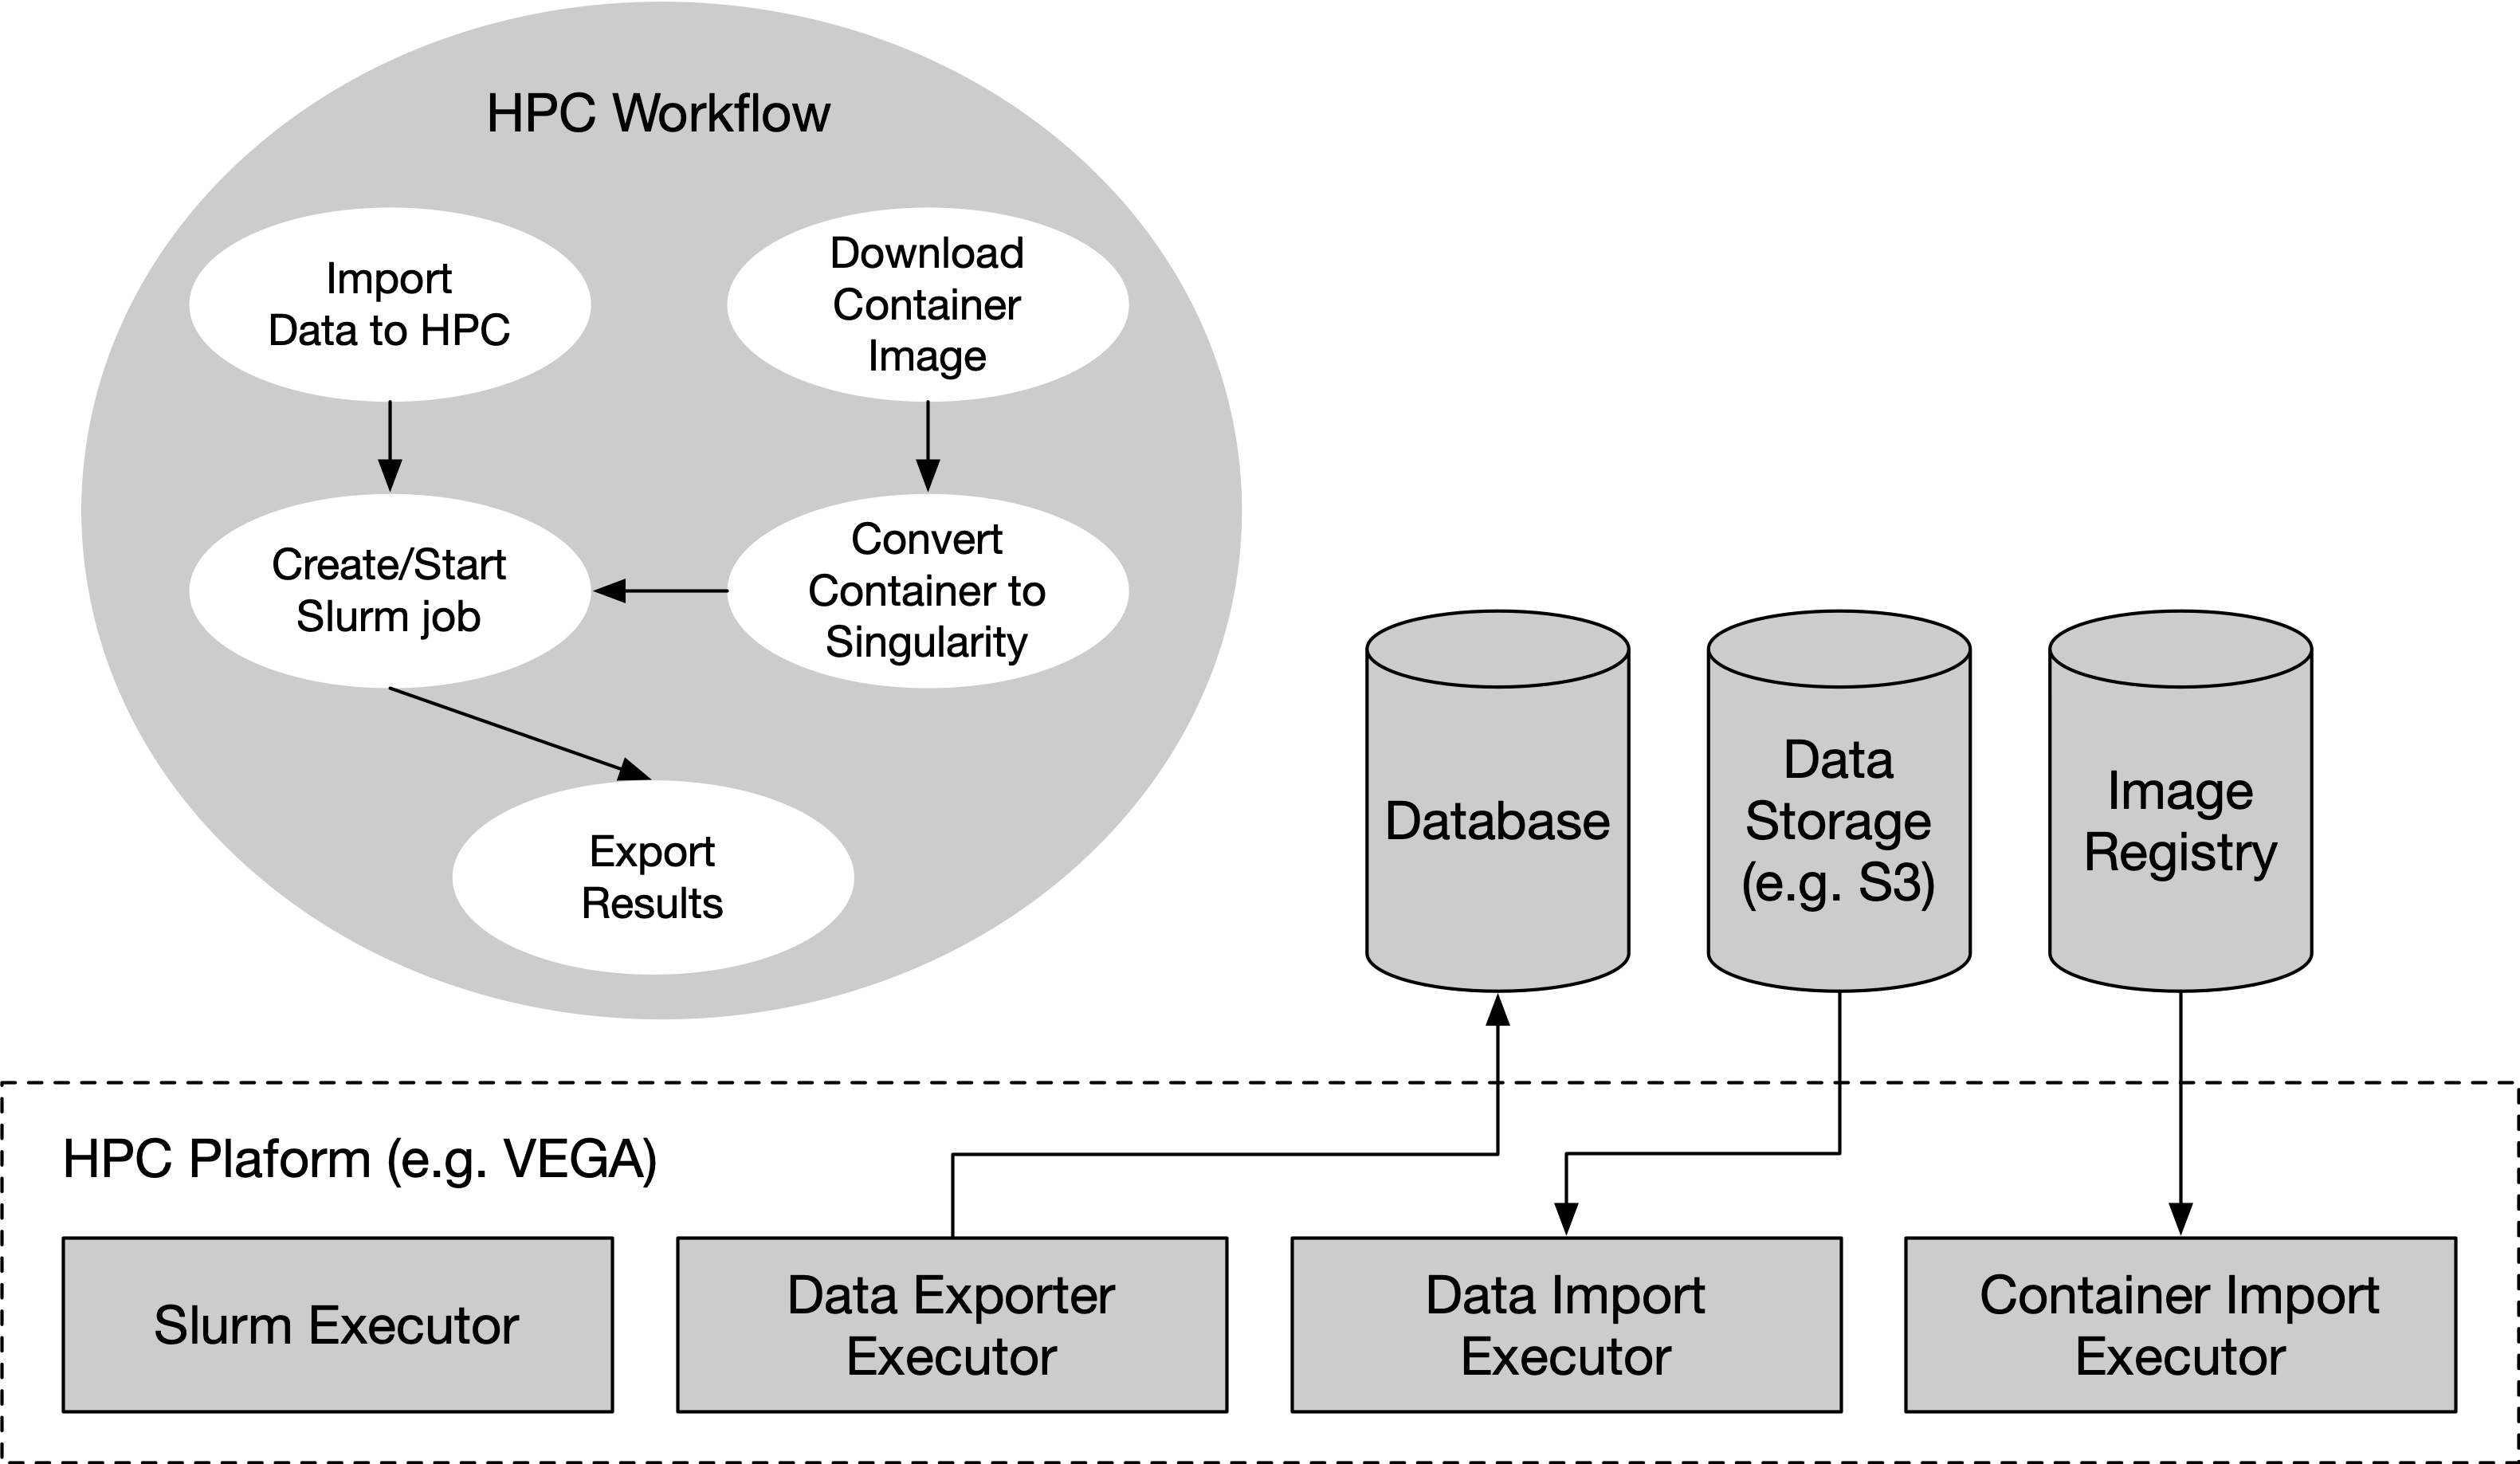 HPC Workflow
Import
Data to HPC
Download
Container
Image
Create/Start
Slurm job
Convert
Container to
Singularity
Export
Results
Database
Data
Storage
(e.g. S3)
Image
Registry
HPC Plaform (e.g. VEGA)
Slurm Executor
Data Exporter
Executor
Data Import
Executor
Container Import
Executor